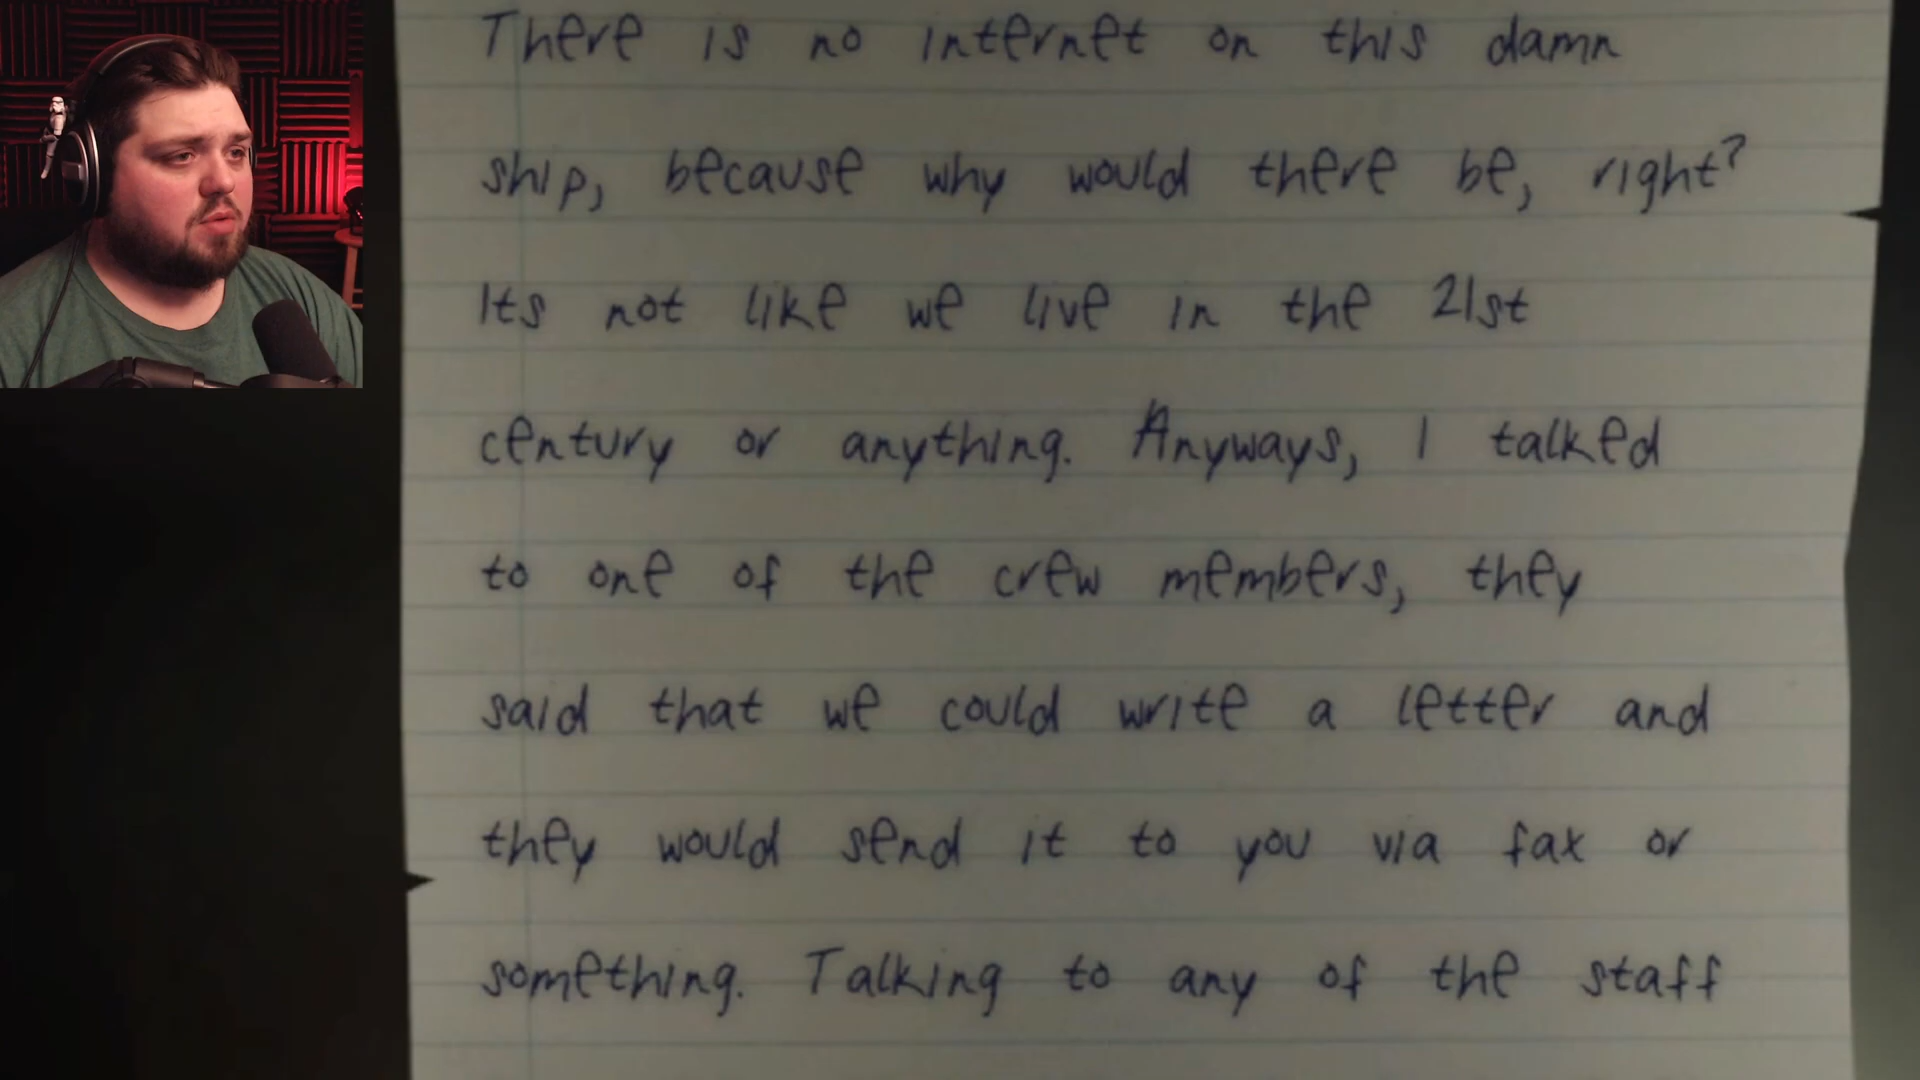 There is no internet on this damn
ship, because why would there be, right?
Its not like we live in the 21st
century or anything. Anyways, I talked
to one of the crew members, they
said that we could write a letter and
they would send it to you via fax or
something. Talking to any of the staff